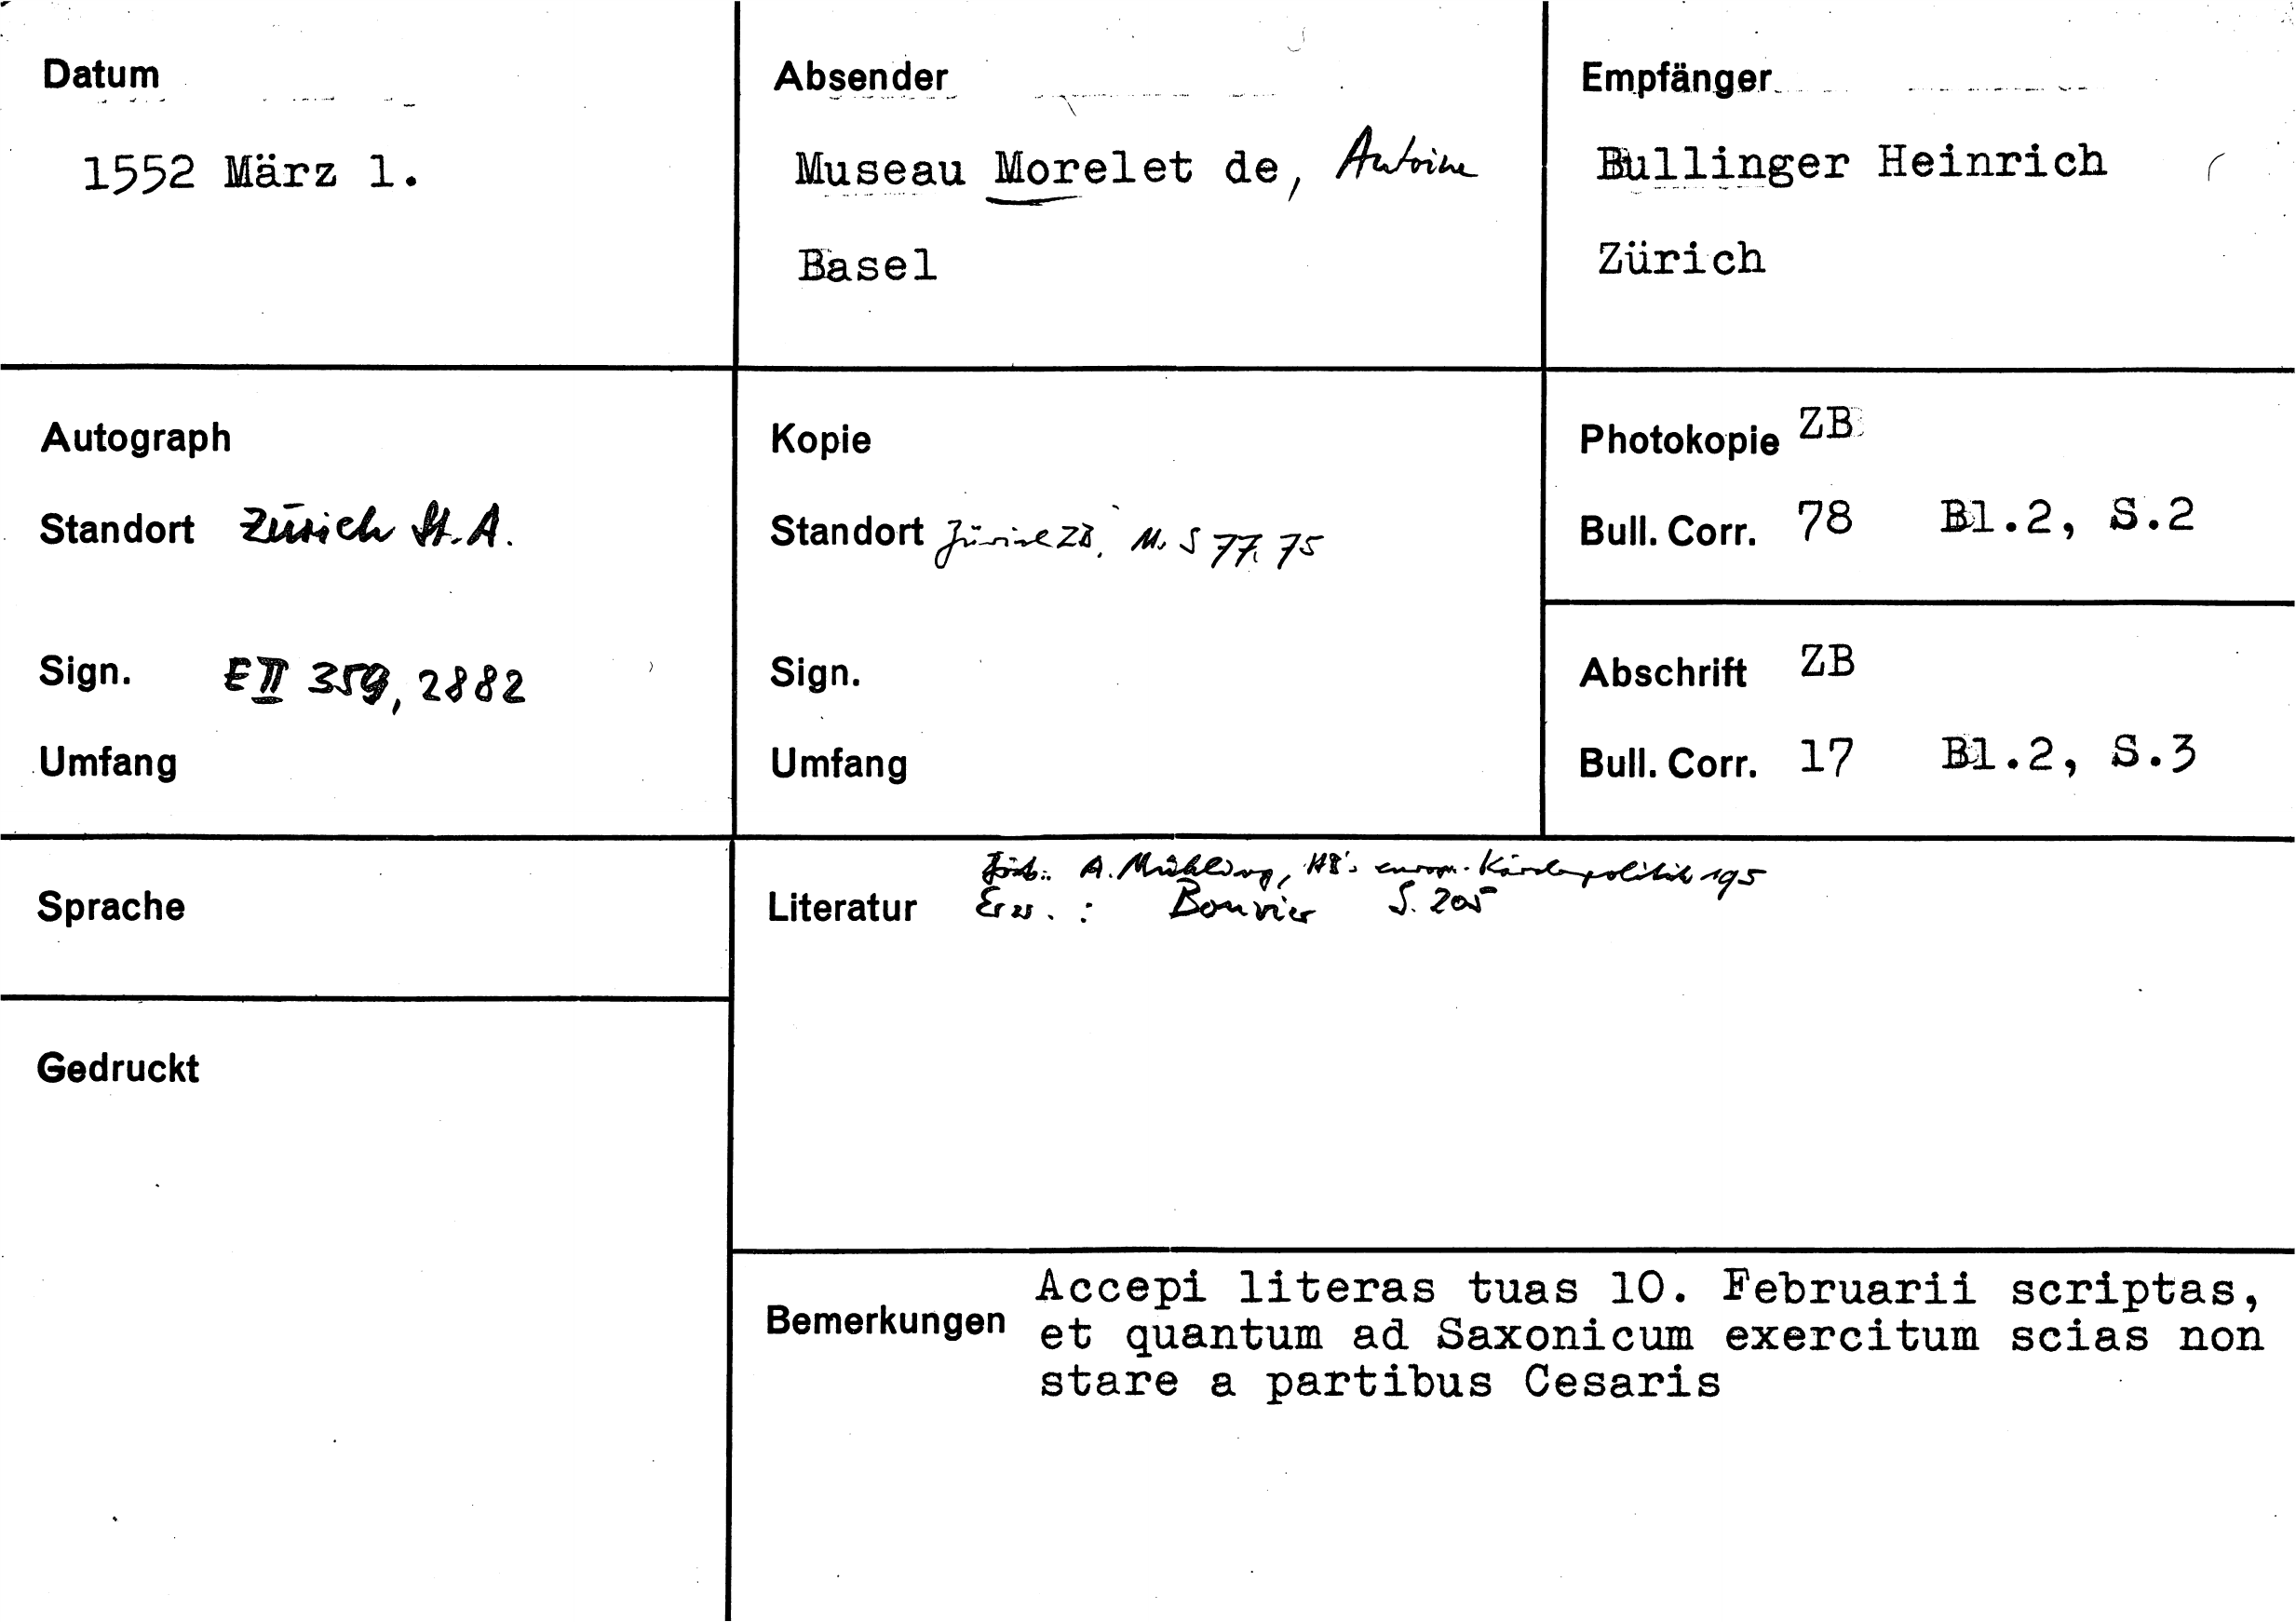 Datum
1552 März 1.
Absender
Museau Morelet de, Antoine
Basel
Empfänger
Bullinger Heinrich
Zürich
Autograph
Standort Zürich St.A.
Sign. E II 359, 2882
Umfang
Kopie
Standort Zürich ZB, Ms S 77, 75
Sign.
Umfang
Photokopie ZB
Bull. Corr. 78 Bl.2, S.2
Abschrift ZB
Bull. Corr. 17 Bl.2, S.3
Sprache
Gedruckt
Literatur
A. Mühling, HB's europ. Kirchenpolitik 195
Erw. : Bouvier S. 205
Bemerkungen
Accepi literas tuas 10. Februarii scriptas,
et quantum ad Saxonicum exercitum scias non
stare a partibus Cesaris